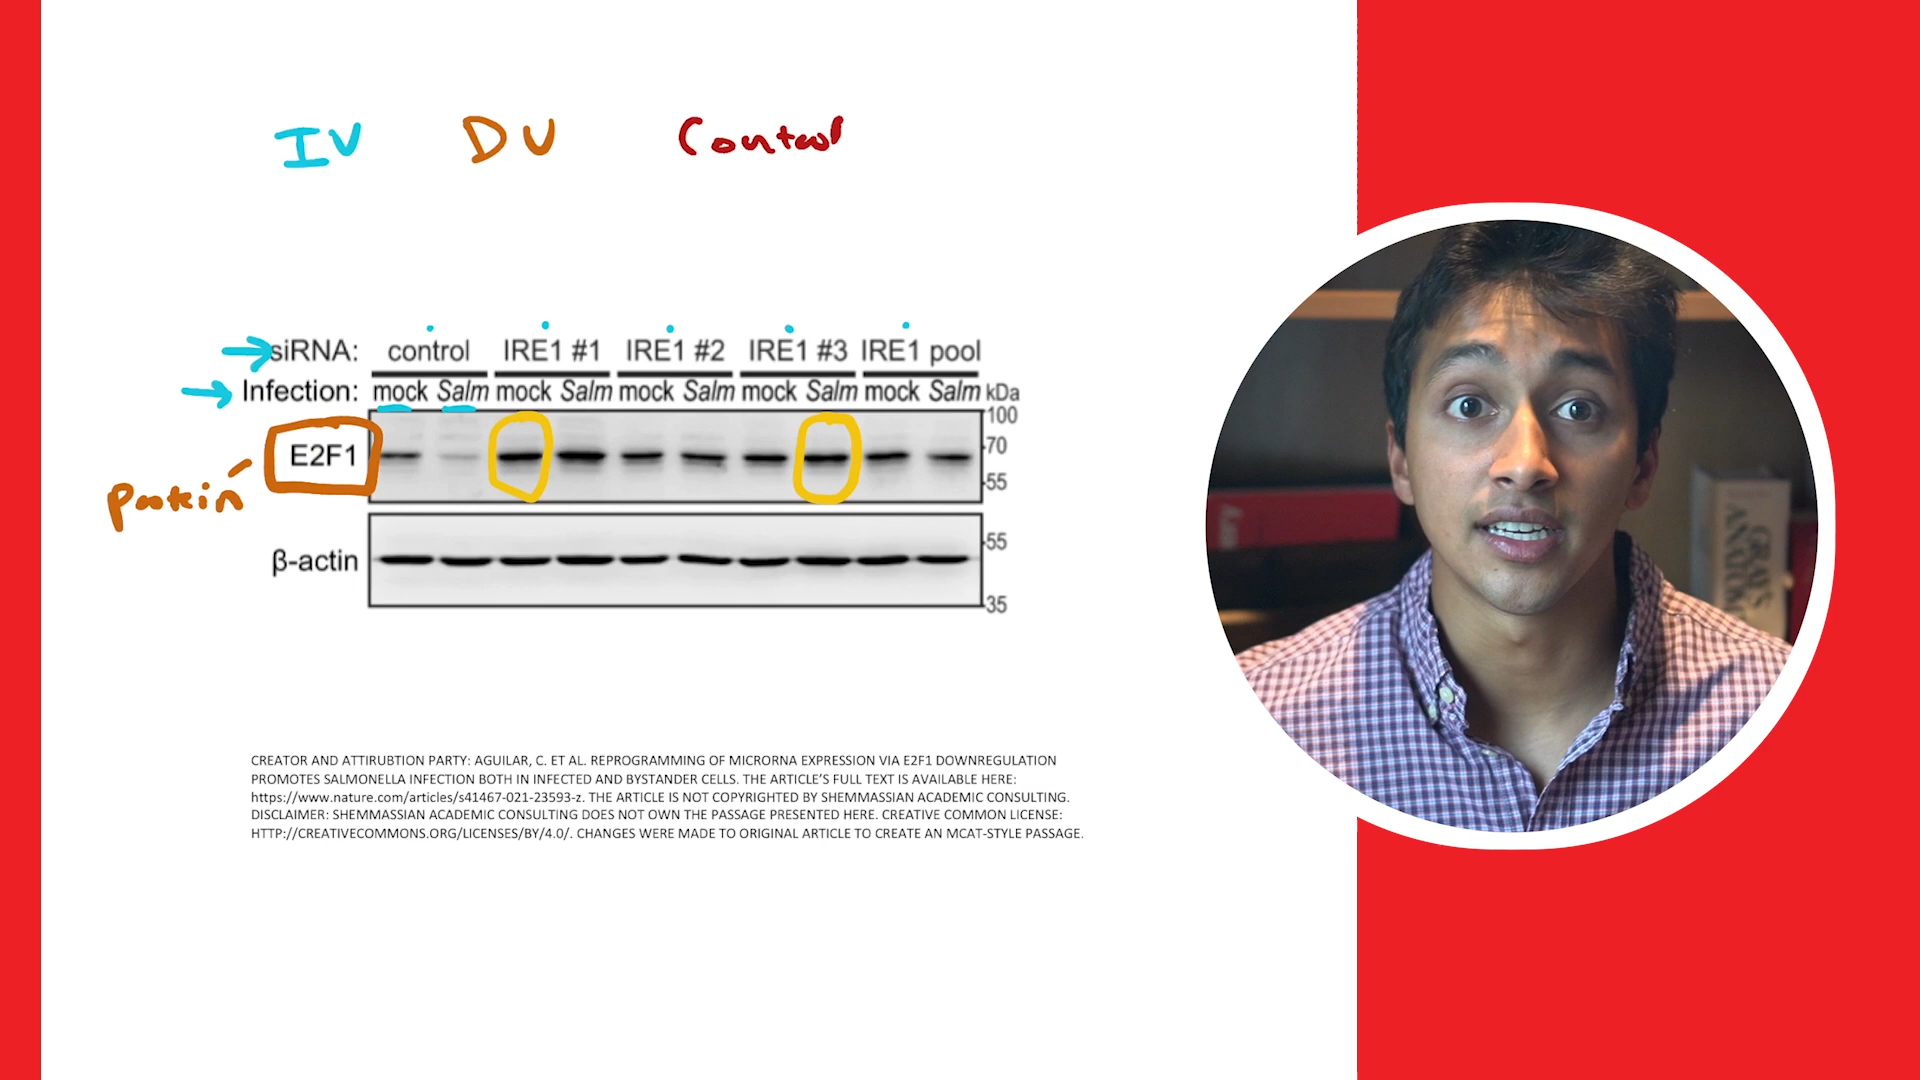 IV DV Control
siRNA: control IRE1 #1 IRE1 #2 IRE1 #3 IRE1 pool
Infection: mock Salm mock Salm mock Salm mock Salm mock Salm kDa
100
E2F1 70
protein 55
β-actin 55
35
CREATOR AND ATTIRUBTION PARTY: AGUILAR, C. ET AL. REPROGRAMMING OF MICRORNA EXPRESSION VIA E2F1 DOWNREGULATION
PROMOTES SALMONELLA INFECTION BOTH IN INFECTED AND BYSTANDER CELLS. THE ARTICLE'S FULL TEXT IS AVAILABLE HERE:
https://www.nature.com/articles/s41467-021-23593-z. THE ARTICLE IS NOT COPYRIGHTED BY SHEMMASSIAN ACADEMIC CONSULTING.
DISCLAIMER: SHEMMASSIAN ACADEMIC CONSULTING DOES NOT OWN THE PASSAGE PRESENTED HERE. CREATIVE COMMON LICENSE:
HTTP://CREATIVECOMMONS.ORG/LICENSES/BY/4.0/. CHANGES WERE MADE TO ORIGINAL ARTICLE TO CREATE AN MCAT-STYLE PASSAGE.
GRAY'S